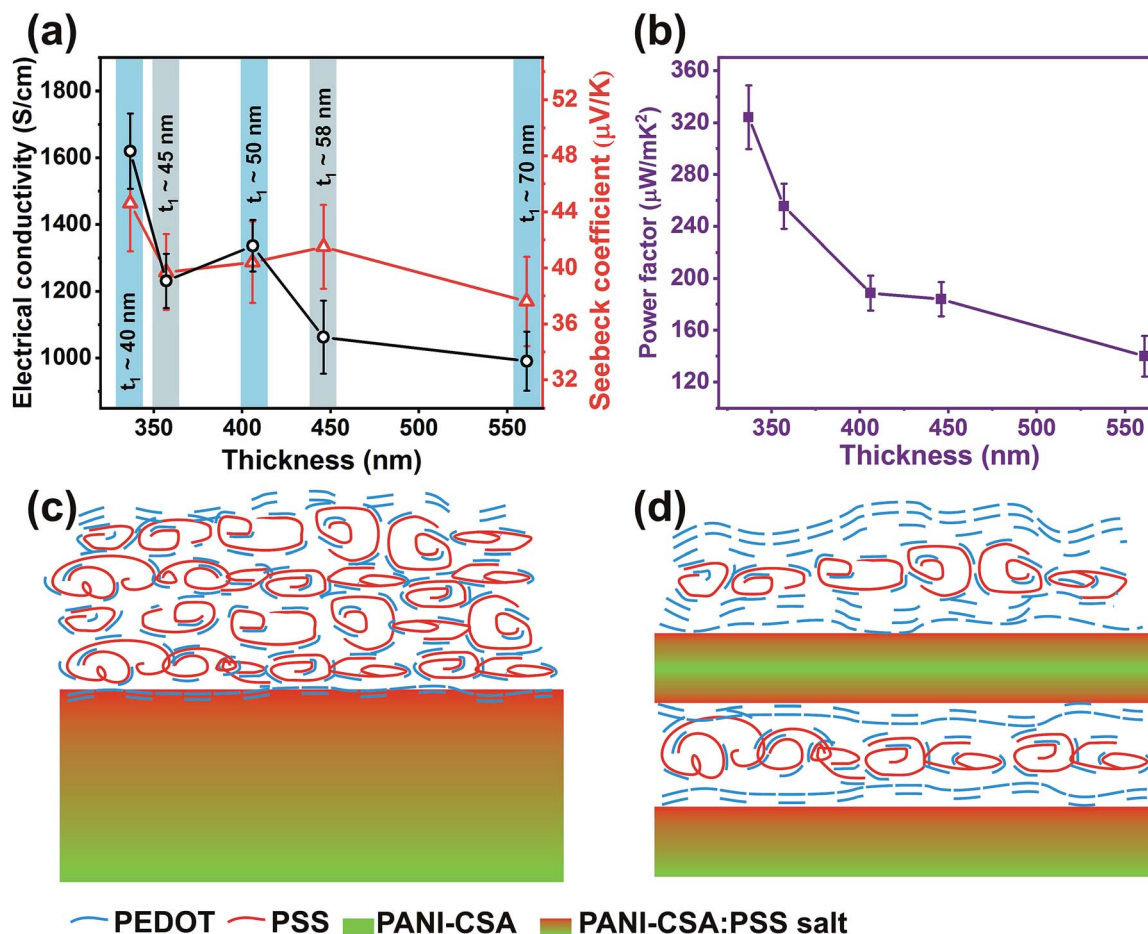 (a)
Electrical conductivity (S/cm)
1800
1600
1400
1200
1000
t₁ ~ 40 nm
t₁ ~ 45 nm
t₁ ~ 50 nm
t₁ ~ 58 nm
t₁ ~ 70 nm
52
48
44
40
36
32
Seebeck coefficient (μV/K)
350 400 450 500 550
Thickness (nm)
(b)
Power factor (μW/mK²)
360
320
280
240
200
160
120
350 400 450 500 550
Thickness (nm)
(c)
(d)
PEDOT PSS PANI-CSA PANI-CSA:PSS salt